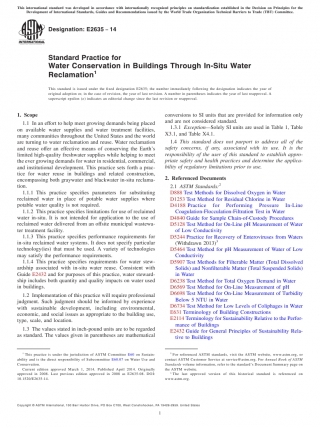 This international standard was developed in accordance with internationally recognized principles on standardization established in the Decision on Principles for the
Development of International Standards, Guides and Recommendations issued by the World Trade Organization Technical Barriers to Trade (TBT) Committee.
Designation: E2635 − 14
Standard Practice for
Water Conservation in Buildings Through In-Situ Water
Reclamation1
This standard is issued under the fixed designation E2635; the number immediately following the designation indicates the year of
original adoption or, in the case of revision, the year of last revision. A number in parentheses indicates the year of last reapproval. A
superscript epsilon (ε) indicates an editorial change since the last revision or reapproval.
1. Scope
1.1 In an effort to help meet growing demands being placed
on available water supplies and water treatment facilities,
many communities throughout the United States and the world
are turning to water reclamation and reuse. Water reclamation
and reuse offer an effective means of conserving the Earth's
limited high-quality freshwater supplies while helping to meet
the ever growing demands for water in residential, commercial,
and institutional development. This practice sets forth a prac-
tice for water reuse in buildings and related construction,
encompassing both graywater and blackwater in-situ reclama-
tion.
1.1.1 This practice specifies parameters for substituting
reclaimed water in place of potable water supplies where
potable water quality is not required.
1.1.2 This practice specifies limitations for use of reclaimed
water in-situ. It is not intended for application to the use of
reclaimed water delivered from an offsite municipal wastewa-
ter treatment facility.
1.1.3 This practice specifies performance requirements for
in-situ reclaimed water systems. It does not specify particular
technology(ies) that must be used. A variety of technologies
may satisfy the performance requirements.
1.1.4 This practice specifies requirements for water stew-
ardship associated with in-situ water reuse. Consistent with
Guide E2432 and for purposes of this practice, water steward-
ship includes both quantity and quality impacts on water used
in buildings.
1.2 Implementation of this practice will require professional
judgment. Such judgment should be informed by experience
with sustainable development, including environmental,
economic, and social issues as appropriate to the building use,
type, scale, and location.
1.3 The values stated in inch-pound units are to be regarded
as standard. The values given in parentheses are mathematical
conversions to SI units that are provided for information only
and are not considered standard.
1.3.1 Exception—Solely SI units are used in Table 1, Table
X3.1, and Table X4.1.
1.4 This standard does not purport to address all of the
safety concerns, if any, associated with its use. It is the
responsibility of the user of this standard to establish appro-
priate safety and health practices and determine the applica-
bility of regulatory limitations prior to use.
2. Referenced Documents
2.1 ASTM Standards:2
D888 Test Methods for Dissolved Oxygen in Water
D1253 Test Method for Residual Chlorine in Water
D4188 Practice for Performing Pressure In-Line
Coagulation-Flocculation-Filtration Test in Water
D4840 Guide for Sample Chain-of-Custody Procedures
D5128 Test Method for On-Line pH Measurement of Water
of Low Conductivity
D5244 Practice for Recovery of Enteroviruses from Waters
(Withdrawn 2013)3
D5464 Test Method for pH Measurement of Water of Low
Conductivity
D5907 Test Methods for Filterable Matter (Total Dissolved
Solids) and Nonfilterable Matter (Total Suspended Solids)
in Water
D6238 Test Method for Total Oxygen Demand in Water
D6569 Test Method for On-Line Measurement of pH
D6698 Test Method for On-Line Measurement of Turbidity
Below 5 NTU in Water
D6734 Test Method for Low Levels of Coliphages in Water
E631 Terminology of Building Constructions
E2114 Terminology for Sustainability Relative to the Perfor-
mance of Buildings
E2432 Guide for General Principles of Sustainability Rela-
tive to Buildings
1 This practice is under the jurisdiction of ASTM Committee E60 on Sustain-
ability and is the direct responsibility of Subcommittee E60.07 on Water Use and
Conservation.
Current edition approved March 1, 2014. Published April 2014. Originally
approved in 2008. Last previous edition approved in 2008 as E2635-08. DOI:
10.1520/E2635-14.
2 For referenced ASTM standards, visit the ASTM website, www.astm.org, or
contact ASTM Customer Service at service@astm.org. For Annual Book of ASTM
Standards volume information, refer to the standard's Document Summary page on
the ASTM website.
3 The last approved version of this historical standard is referenced on
www.astm.org.
Copyright © ASTM International, 100 Barr Harbor Drive, PO Box C700, West Conshohocken, PA 19428-2959. United States
1